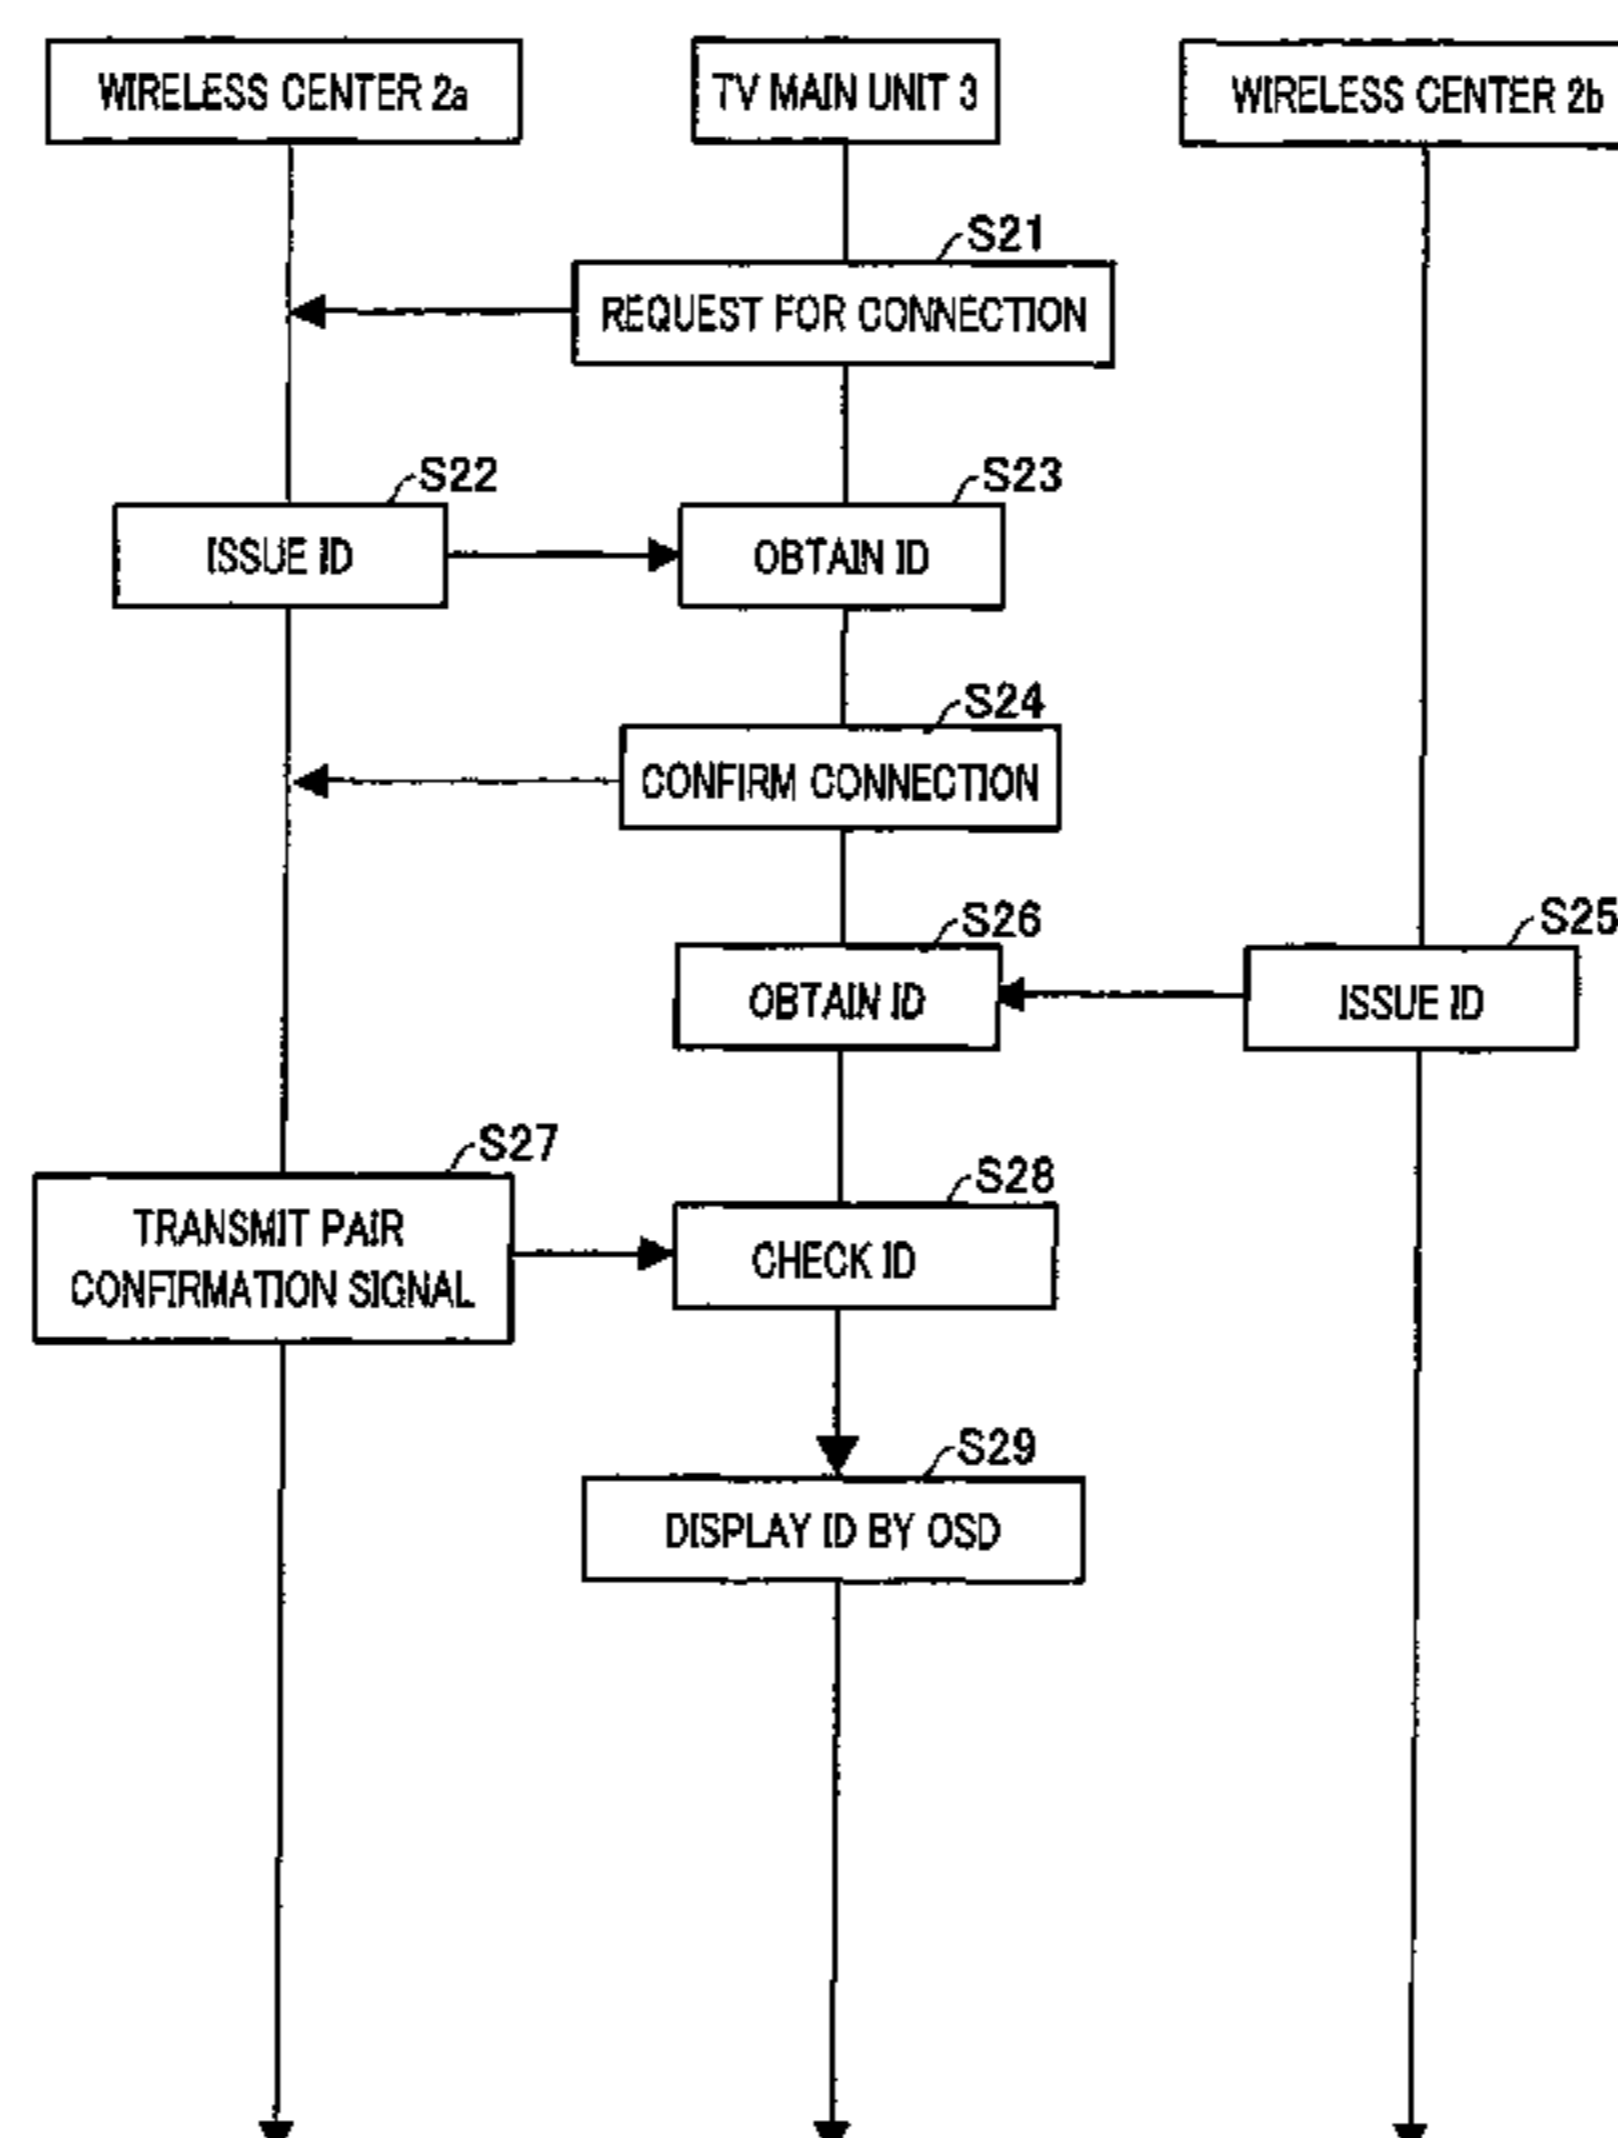 WIRELESS CENTER 2a
TV MAIN UNIT 3
WIRELESS CENTER 2b
S21
REQUEST FOR CONNECTION
S22
S23
ISSUE ID
OBTAIN ID
S24
CONFIRM CONNECTION
S26
S25
OBTAIN ID
ISSUE ID
S27
S28
TRANSMIT PAIR
CONFIRMATION SIGNAL
CHECK ID
S29
DISPLAY ID BY OSD